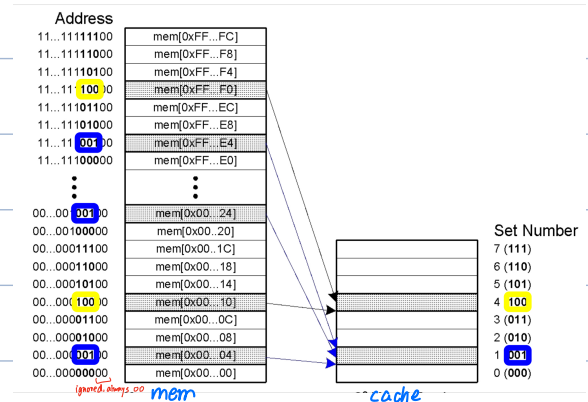 Address
11...11111100 mem[0xFF...FC]
11...11111000 mem[0xFF...F8]
11...11110100 mem[0xFF...F4]
11...11110000 mem[0xFF...F0]
11...11101100 mem[0xFF...EC]
11...11101000 mem[0xFF...E8]
11...11100100 mem[0xFF...E4]
11...11100000 mem[0xFF...E0]
00...00100100 mem[0x00...24]
00...00100000 mem[0x00..20]
00...00011100 mem[0x00..1C]
00...00011000 mem[0x00...18]
00...00010100 mem[0x00...14]
00...00010000 mem[0x00...10]
00...00001100 mem[0x00...0C]
00...00001000 mem[0x00...08]
00...00000100 mem[0x00...04]
00...00000000 mem[0x00...00]
Set Number
7 (111)
6 (110)
5 (101)
4 100
3 (011)
2 (010)
1 001
0 (000)
ignored, always 00
mem
cache